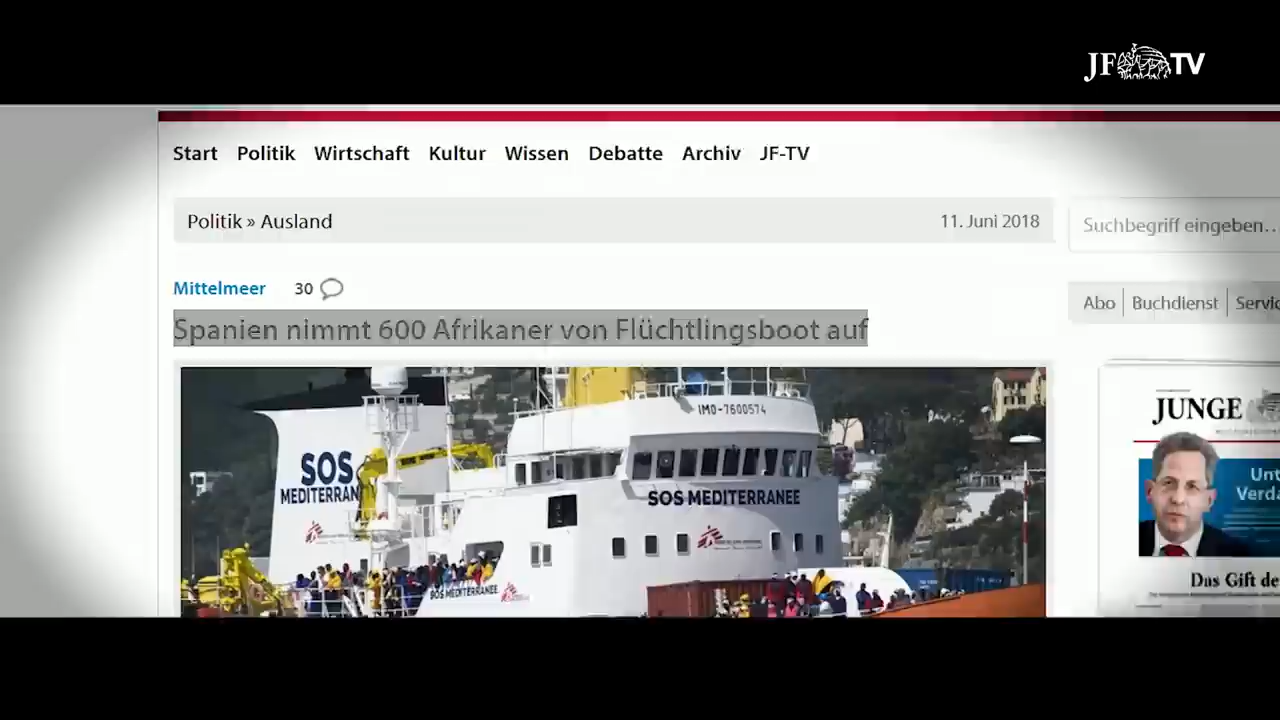 JF TV
Start Politik Wirtschaft Kultur Wissen Debatte Archiv JF-TV
Politik » Ausland
11. Juni 2018
Suchbegriff eingeben…
Mittelmeer 30
Abo Buchdienst
Spanien nimmt 600 Afrikaner von Flüchtlingsboot auf
IMO-7600574
SOS
MEDITERRAN
SOS MEDITERRANEE
SOS MEDITERRANEE
JUNGE
Das Gift